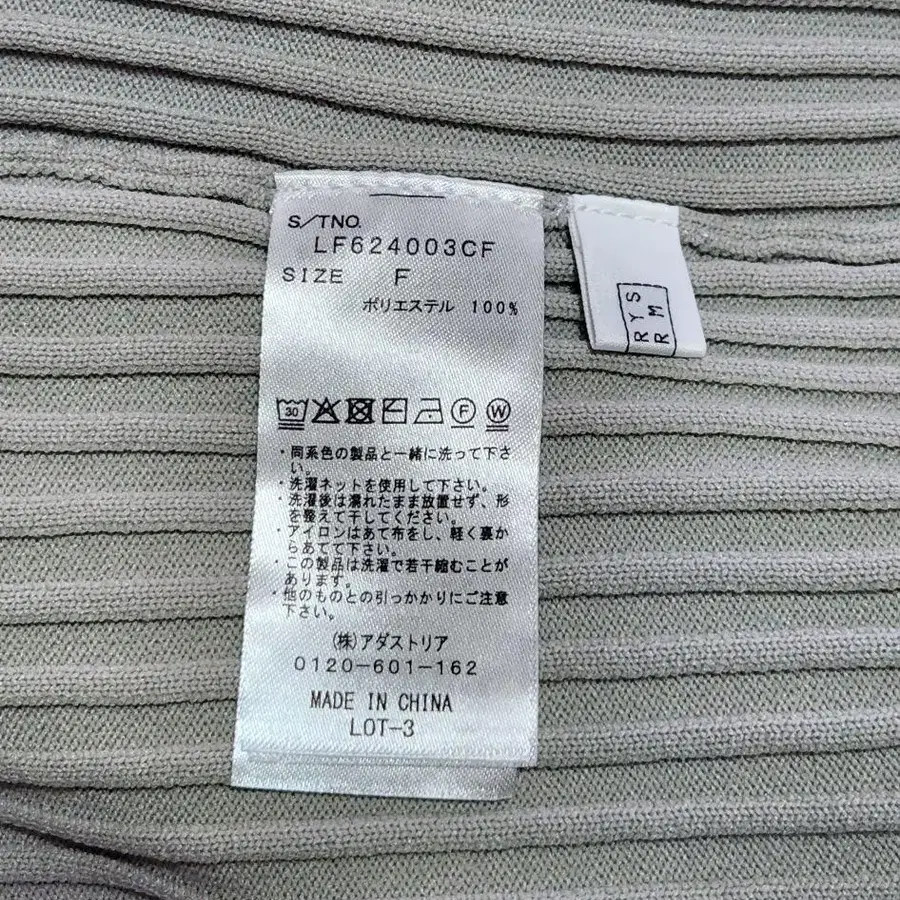 S/TNO.
LF624003CF
SIZE F
ポリエステル 100%
30 F W
・同系色の製品と一緒に洗って下さ
い。
・洗濯ネットを使用して下さい。
・洗濯後は濡れたまま放置せず、形
を整えて干してください。
・アイロンはあて布をし、軽く裏か
らあてて下さい。
・この製品は洗濯で若干縮むことが
あります。
・他のものとの引っかかりにご注意
下さい。
(株)アダストリア
0120-601-162
MADE IN CHINA
LOT-3
RYS
RM